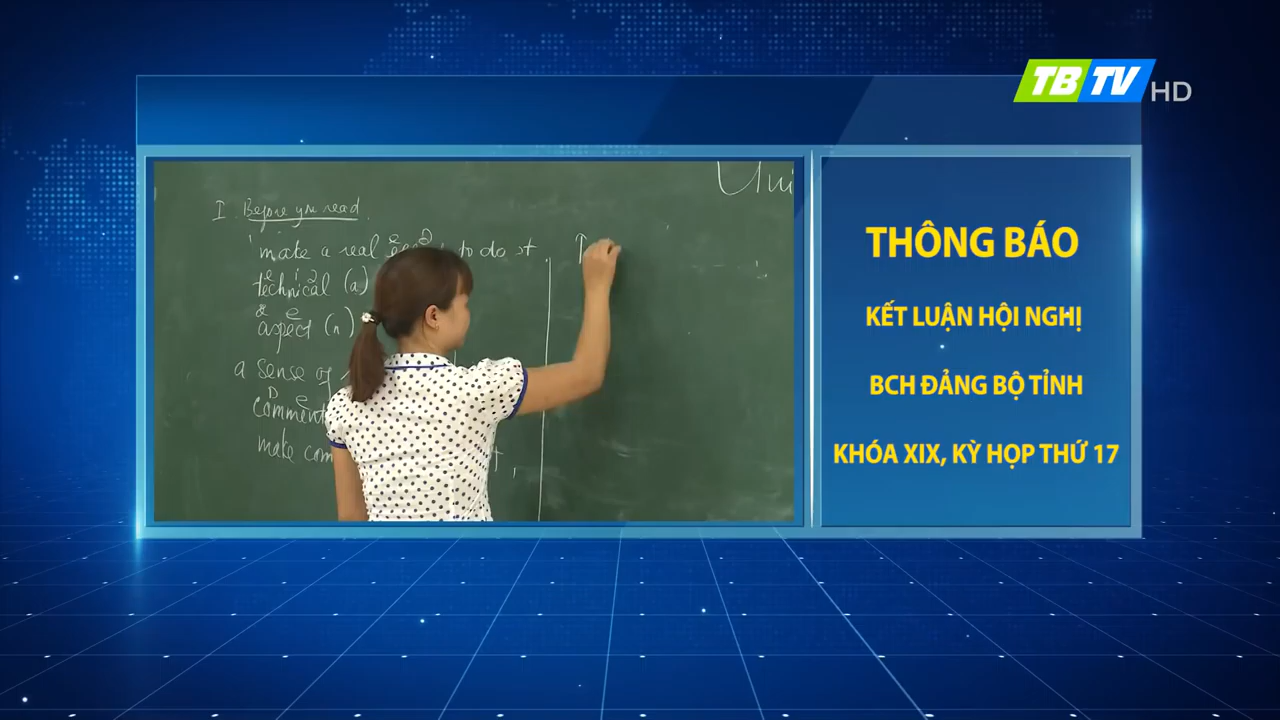 TBTV HD
Uni
I. Before you read.
make a real
to do st
technical (a)
aspect (n)
a sense of
comment
make com
THÔNG BÁO
KẾT LUẬN HỘI NGHỊ
BCH ĐẢNG BỘ TỈNH
KHÓA XIX, KỲ HỌP THỨ 17